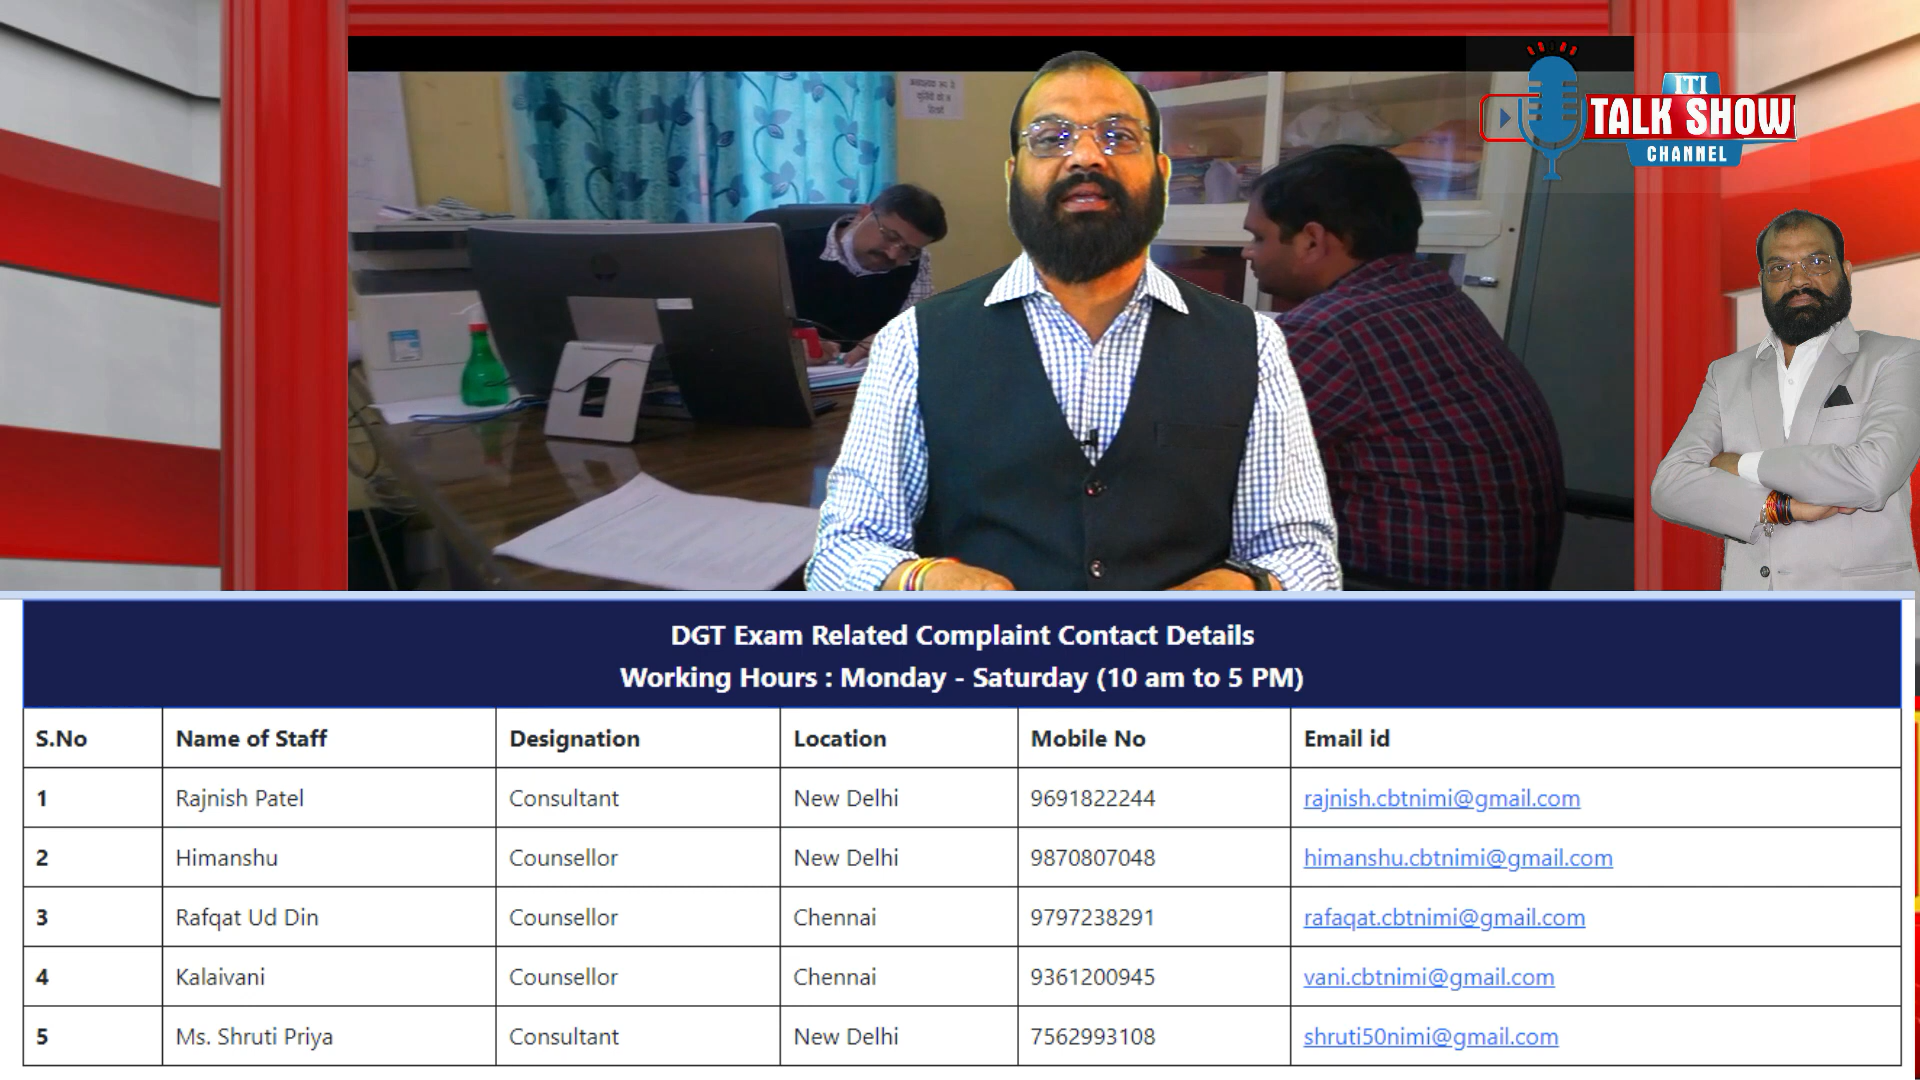 ITI
TALK SHOW
CHANNEL
DGT Exam Related Complaint Contact Details
Working Hours : Monday - Saturday (10 am to 5 PM)
S.No Name of Staff Designation Location Mobile No Email id
1 Rajnish Patel Consultant New Delhi 9691822244 rajnish.cbtnimi@gmail.com
2 Himanshu Counsellor New Delhi 9870807048 himanshu.cbtnimi@gmail.com
3 Rafqat Ud Din Counsellor Chennai 9797238291 rafaqat.cbtnimi@gmail.com
4 Kalaivani Counsellor Chennai 9361200945 vani.cbtnimi@gmail.com
5 Ms. Shruti Priya Consultant New Delhi 7562993108 shruti50nimi@gmail.com